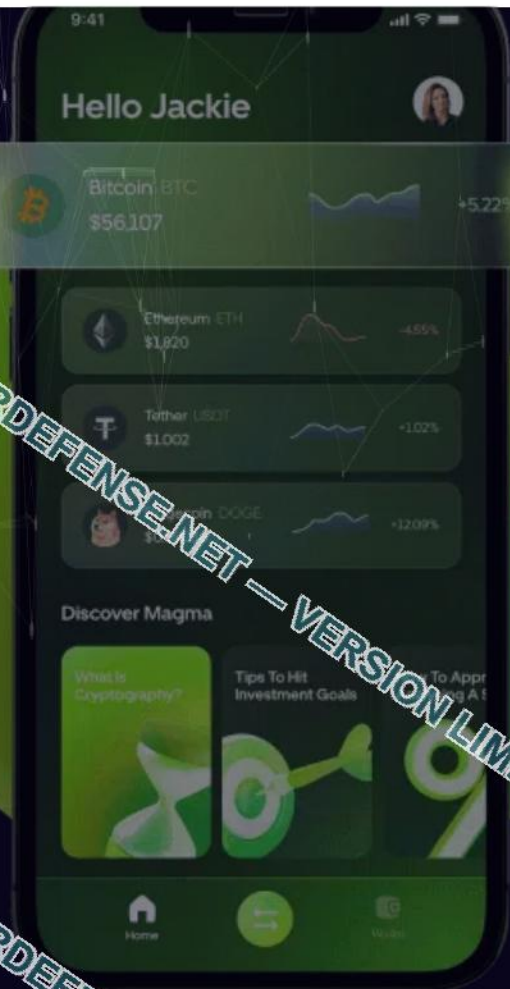 9:41
Hello Jackie
Bitcoin BTC
$56,107
+5.22%
Ethereum ETH
$1,820
-4.55%
Tether USDT
$1.002
+1.02%
DOGE
+12.09%
Discover Magma
What Is
Cryptography?
Tips To Hit
Investment Goals
To Appr
Home
RDEFENSE.NET — VERSION LIM